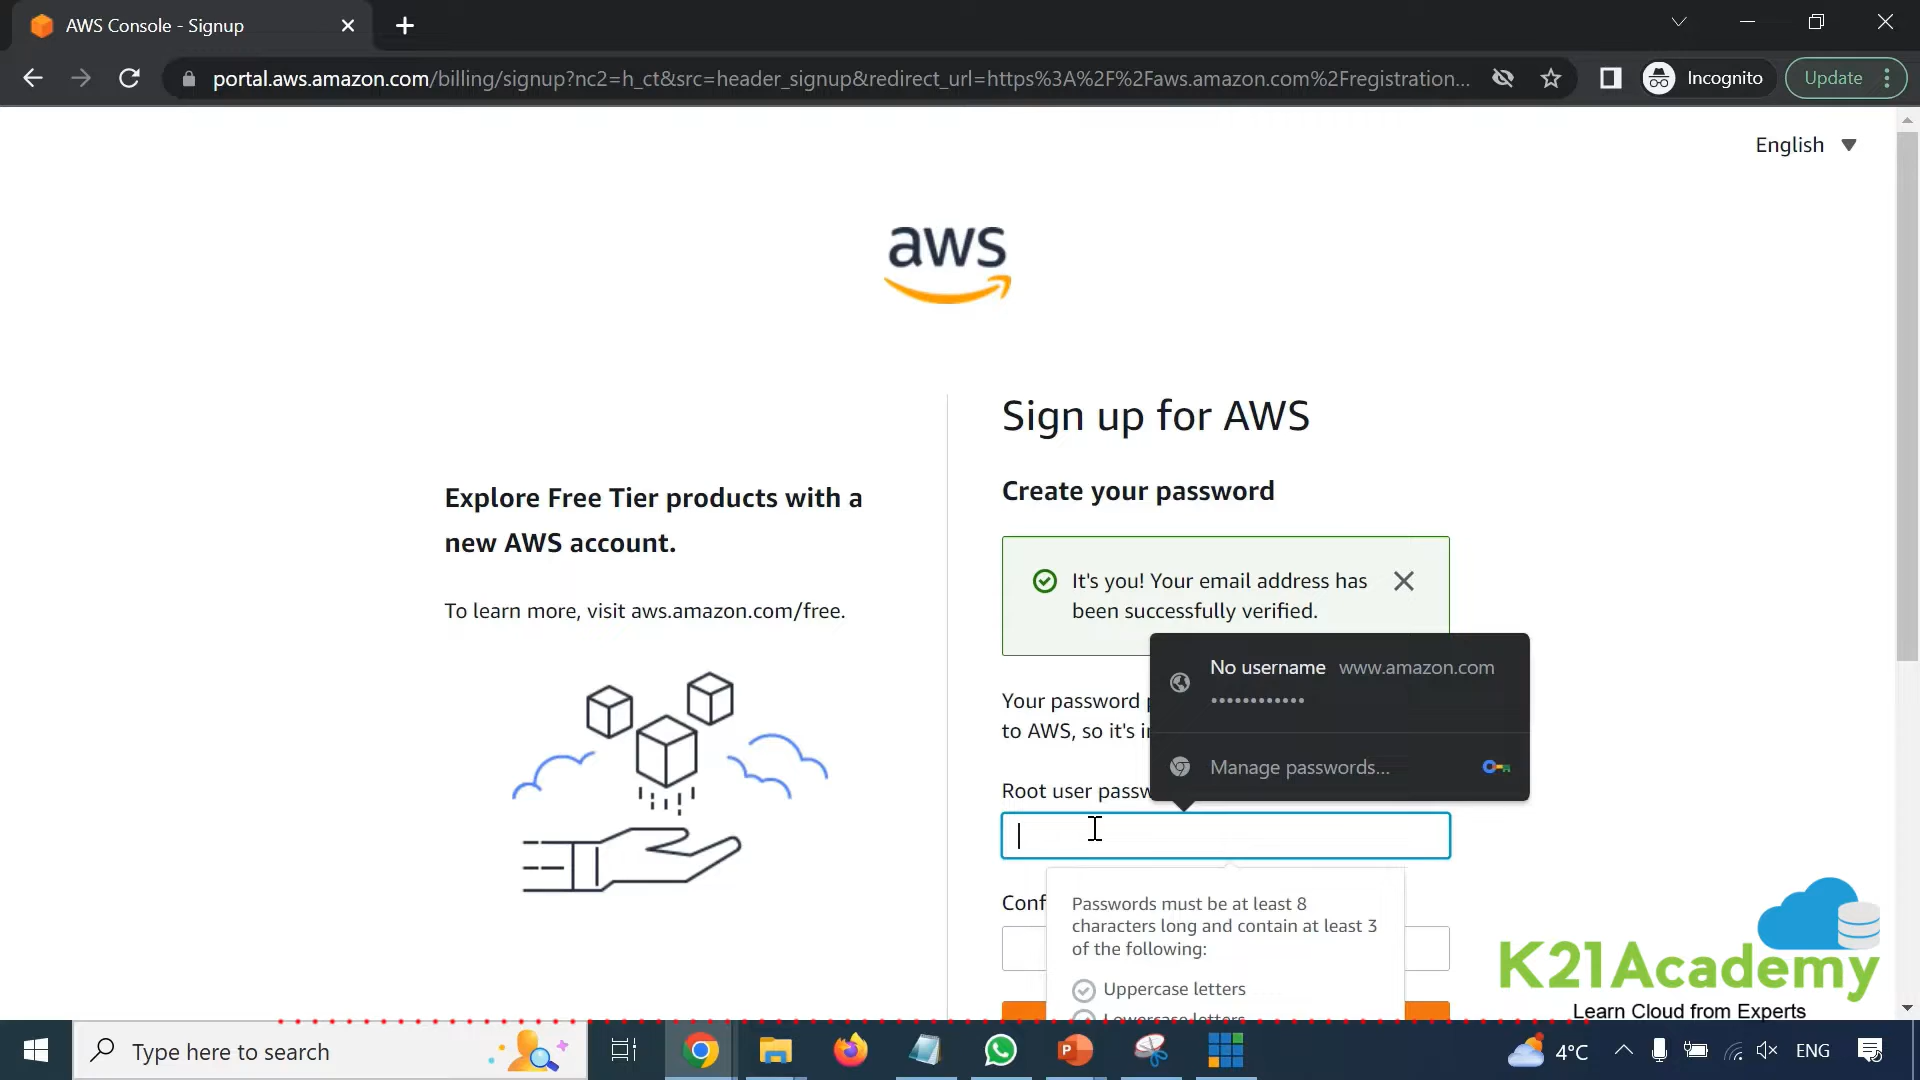 AWS Console - Signup
portal.aws.amazon.com/billing/signup?nc2=h_ct&src=header_signup&redirect_url=https%3A%2F%2Faws.amazon.com%2Fregistration...
Incognito
Update
English
aws
Sign up for AWS
Create your password
Explore Free Tier products with a
new AWS account.
To learn more, visit aws.amazon.com/free.
It's you! Your email address has
been successfully verified.
No username www.amazon.com
••••••••••••
Manage passwords...
Your password
to AWS, so it's
Root user passw
Conf
Passwords must be at least 8
characters long and contain at least 3
of the following:
Uppercase letters
Lowercase letters
K21Academy
Learn Cloud from Experts
Type here to search
4°C
ENG